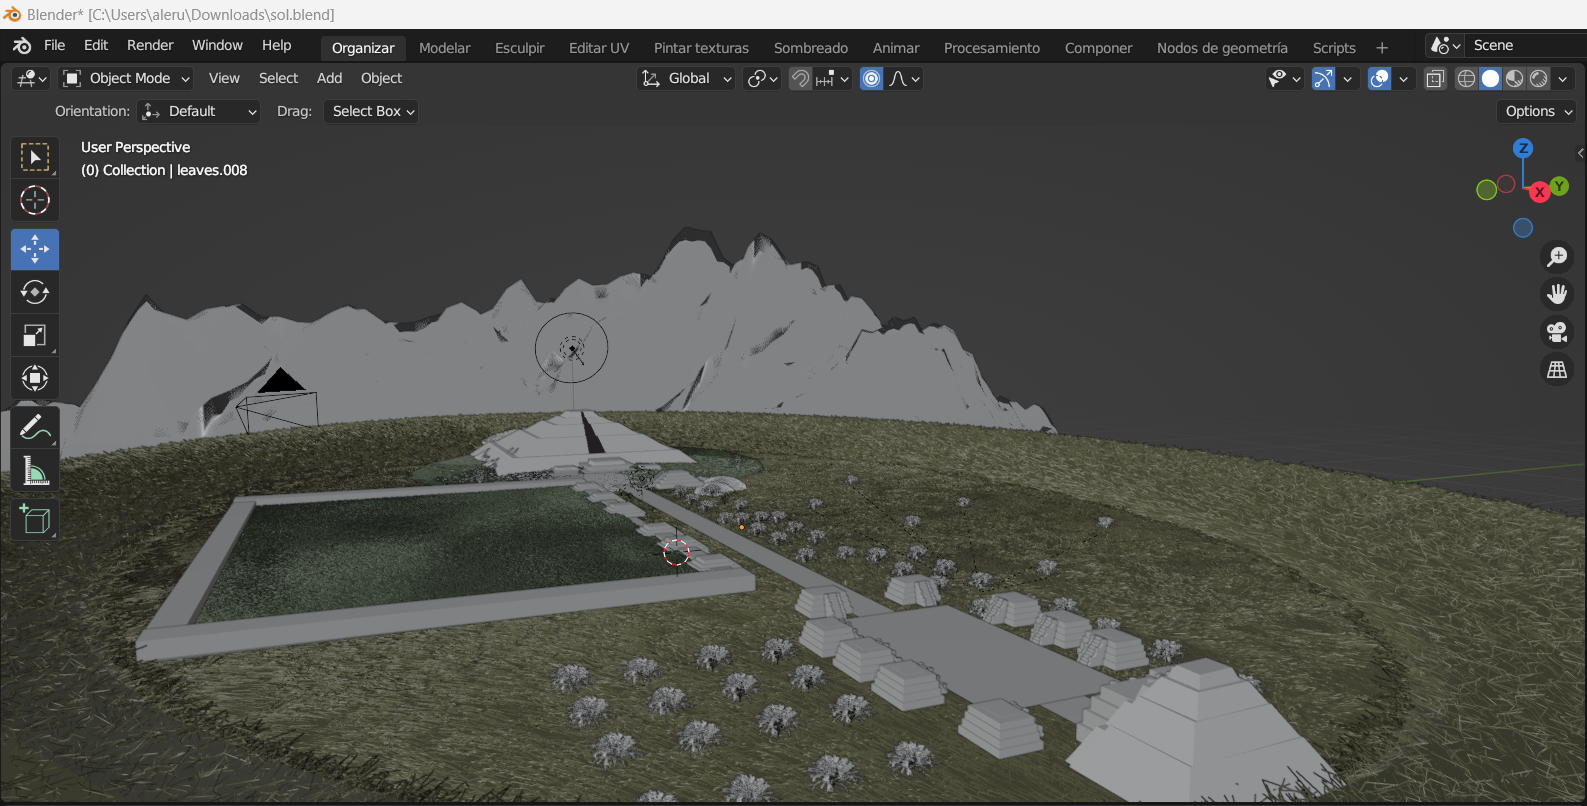 Blender* [C:\Users\aleru\Downloads\sol.blend]
File Edit Render Window Help Organizar Modelar Esculpir Editar UV Pintar texturas Sombreado Animar Procesamiento Componer Nodos de geometría Scripts + Scene
Object Mode View Select Add Object Global
Orientation: Default Drag: Select Box Options
User Perspective
(0) Collection | leaves.008
Z
X Y